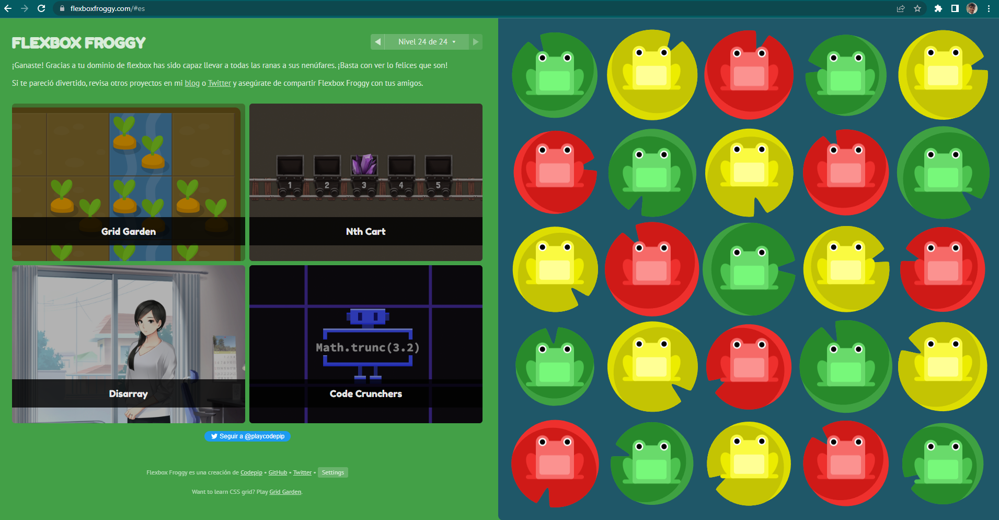 flexboxfroggy.com/#es
FLEXBOX FROGGY
Nivel 24 de 24
¡Ganaste! Gracias a tu dominio de flexbox has sido capaz llevar a todas las ranas a sus nenúfares. ¡Basta con ver lo felices que son!
Si te pareció divertido, revisa otros proyectos en mi blog o Twitter y asegúrate de compartir Flexbox Froggy con tus amigos.
1 2 3 4 5
Grid Garden
Nth Cart
Math.trunc(3.2)
Disarray
Code Crunchers
Seguir a @playcodepip
Flexbox Froggy es una creación de Codepip • GitHub • Twitter • Settings
Want to learn CSS grid? Play Grid Garden.